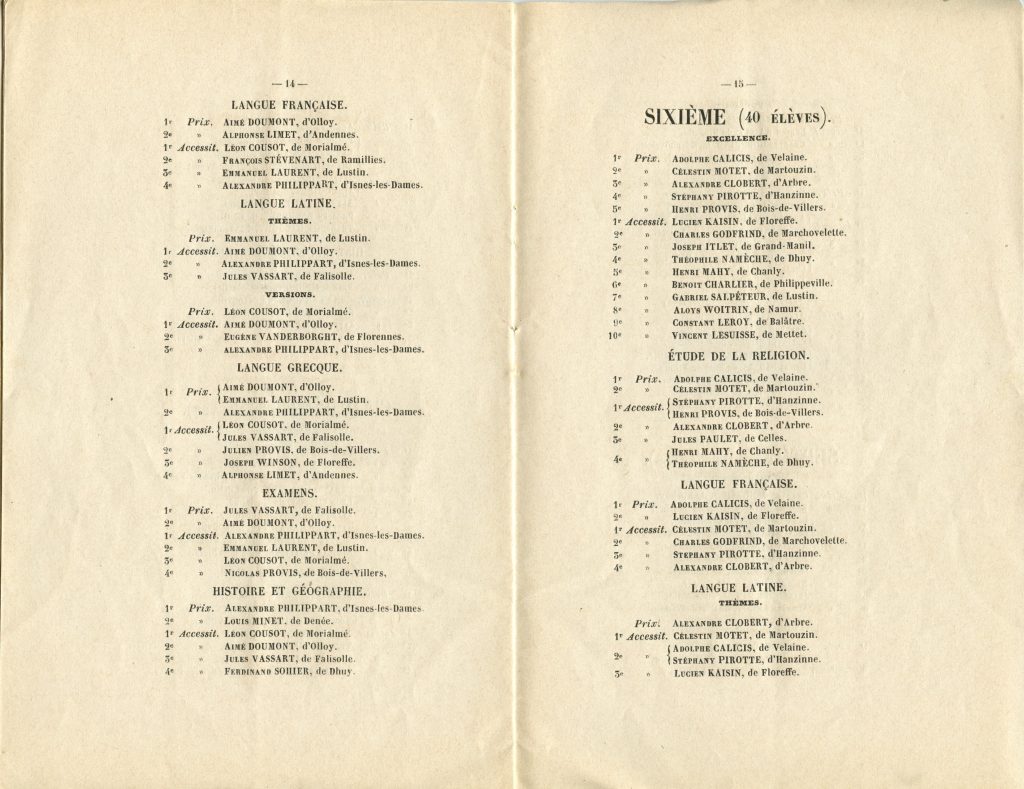 — 14 —
LANGUE FRANÇAISE.
1r Prix. AIMÉ DOUMONT, d'Olloy.
2e » ALPHONSE LIMET, d'Andennes.
1r Accessit. LÉON COUSOT, de Morialmé.
2e » FRANÇOIS STÉVENART, de Ramillies.
3e » EMMANUEL LAURENT, de Lustin.
4e » ALEXANDRE PHILIPPART, d'Isnes-les-Dames.
LANGUE LATINE.
THÈMES.
Prix. EMMANUEL LAURENT, de Lustin.
1r Accessit. AIMÉ DOUMONT, d'Olloy.
2e » ALEXANDRE PHILIPPART, d'Isnes-les-Dames.
3e » JULES VASSART, de Falisolle.
VERSIONS.
Prix. LÉON COUSOT, de Morialmé.
1r Accessit. AIMÉ DOUMONT, d'Olloy.
2e » EUGÈNE VANDERBORGHT, de Florennes.
3e » ALEXANDRE PHILIPPART, d'Isnes-les-Dames.
LANGUE GRECQUE.
1r Prix. { AIMÉ DOUMONT, d'Olloy.
EMMANUEL LAURENT, de Lustin.
2e » ALEXANDRE PHILIPPART, d'Isnes-les-Dames.
1r Accessit. { LÉON COUSOT, de Morialmé.
JULES VASSART, de Falisolle.
2e » JULIEN PROVIS, de Bois-de-Villers.
3e » JOSEPH WINSON, de Floreffe.
4e » ALPHONSE LIMET, d'Andennes.
EXAMENS.
1r Prix. JULES VASSART, de Falisolle.
2e » AIMÉ DOUMONT, d'Olloy.
1r Accessit. ALEXANDRE PHILIPPART, d'Isnes-les-Dames.
2e » EMMANUEL LAURENT, de Lustin.
3e » LÉON COUSOT, de Morialmé.
4e » NICOLAS PROVIS, de Bois-de-Villers,
HISTOIRE ET GÉOGRAPHIE.
1r Prix. ALEXANDRE PHILIPPART, d'Isnes-les-Dames
2e » LOUIS MINET, de Denée.
1r Accessit. LÉON COUSOT, de Morialmé.
2e » AIMÉ DOUMONT, d'Olloy.
3e » JULES VASSART, de Falisolle.
4e » FERDINAND SOHIER, de Dhuy.
— 15 —
SIXIÈME (40 ÉLÈVES).
EXCELLENCE.
1r Prix. ADOLPHE CALICIS, de Velaine.
2e » CÉLESTIN MOTET, de Martouzin.
3e » ALEXANDRE CLOBERT, d'Arbre.
4e » STÉPHANY PIROTTE, d'Hanzinne.
5e » HENRI PROVIS, de Bois-de-Villers.
1r Accessit. LUCIEN KAISIN, de Floreffe.
2e » CHARLES GODFRIND, de Marchovelette.
3e » JOSEPH ITLET, de Grand-Manil.
4e » THÉOPHILE NAMÈCHE, de Dhuy.
5e » HENRI MAHY, de Chanly.
6e » BENOIT CHARLIER, de Philippeville.
7e » GABRIEL SALPÉTEUR, de Lustin.
8e » ALOYS WOITRIN, de Namur.
9e » CONSTANT LEROY, de Balâtre.
10e » VINCENT LESUISSE, de Mettet.
ÉTUDE DE LA RELIGION.
1r Prix. ADOLPHE CALICIS, de Velaine.
2e » CÉLESTIN MOTET, de Martouzin.
1r Accessit. { STÉPHANY PIROTTE, d'Hanzinne.
HENRI PROVIS, de Bois-de-Villers.
2e » ALEXANDRE CLOBERT, d'Arbre.
3e » JULES PAULET, de Celles.
4e » { HENRI MAHY, de Chanly.
THÉOPHILE NAMÈCHE, de Dhuy.
LANGUE FRANÇAISE.
1r Prix. ADOLPHE CALICIS, de Velaine.
2e » LUCIEN KAISIN, de Floreffe.
1r Accessit. CÉLESTIN MOTET, de Martouzin.
2e » CHARLES GODFRIND, de Marchovelette.
3e » STEPHANY PIROTTE, d'Hanzinne.
4e » ALEXANDRE CLOBERT, d'Arbre.
LANGUE LATINE.
THÈMES.
Prix. ALEXANDRE CLOBERT, d'Arbre.
1r Accessit. CÉLESTIN MOTET, de Martouzin.
2e » { ADOLPHE CALICIS, de Velaine.
STÉPHANY PIROTTE, d'Hanzinne.
3e » LUCIEN KAISIN, de Floreffe.